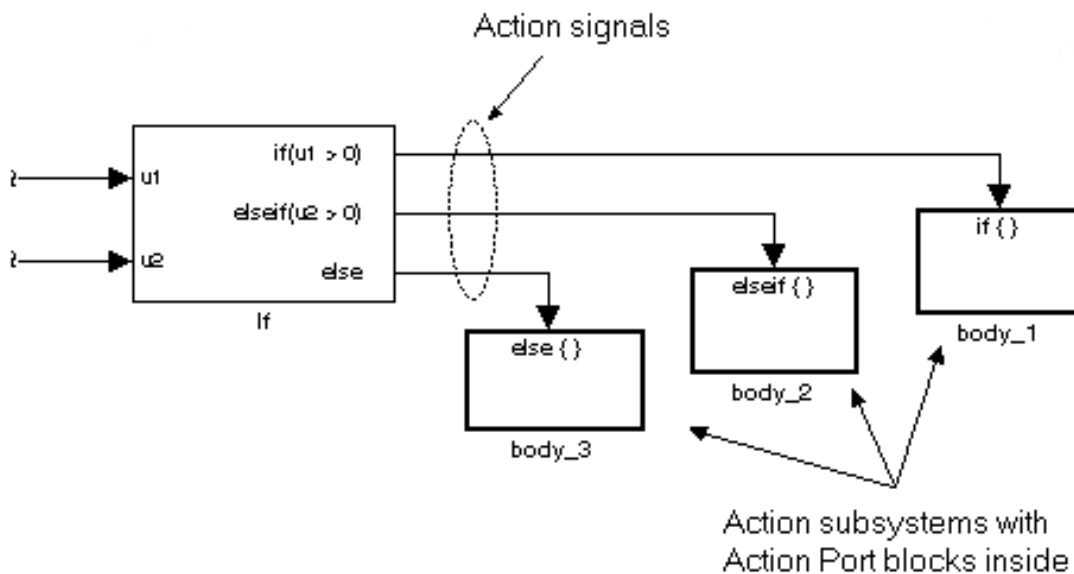 Action signals
if(u1 > 0)
u1
elseif(u2 > 0)
u2
else
If
if { }
body_1
elseif { }
body_2
else { }
body_3
Action subsystems with
Action Port blocks inside